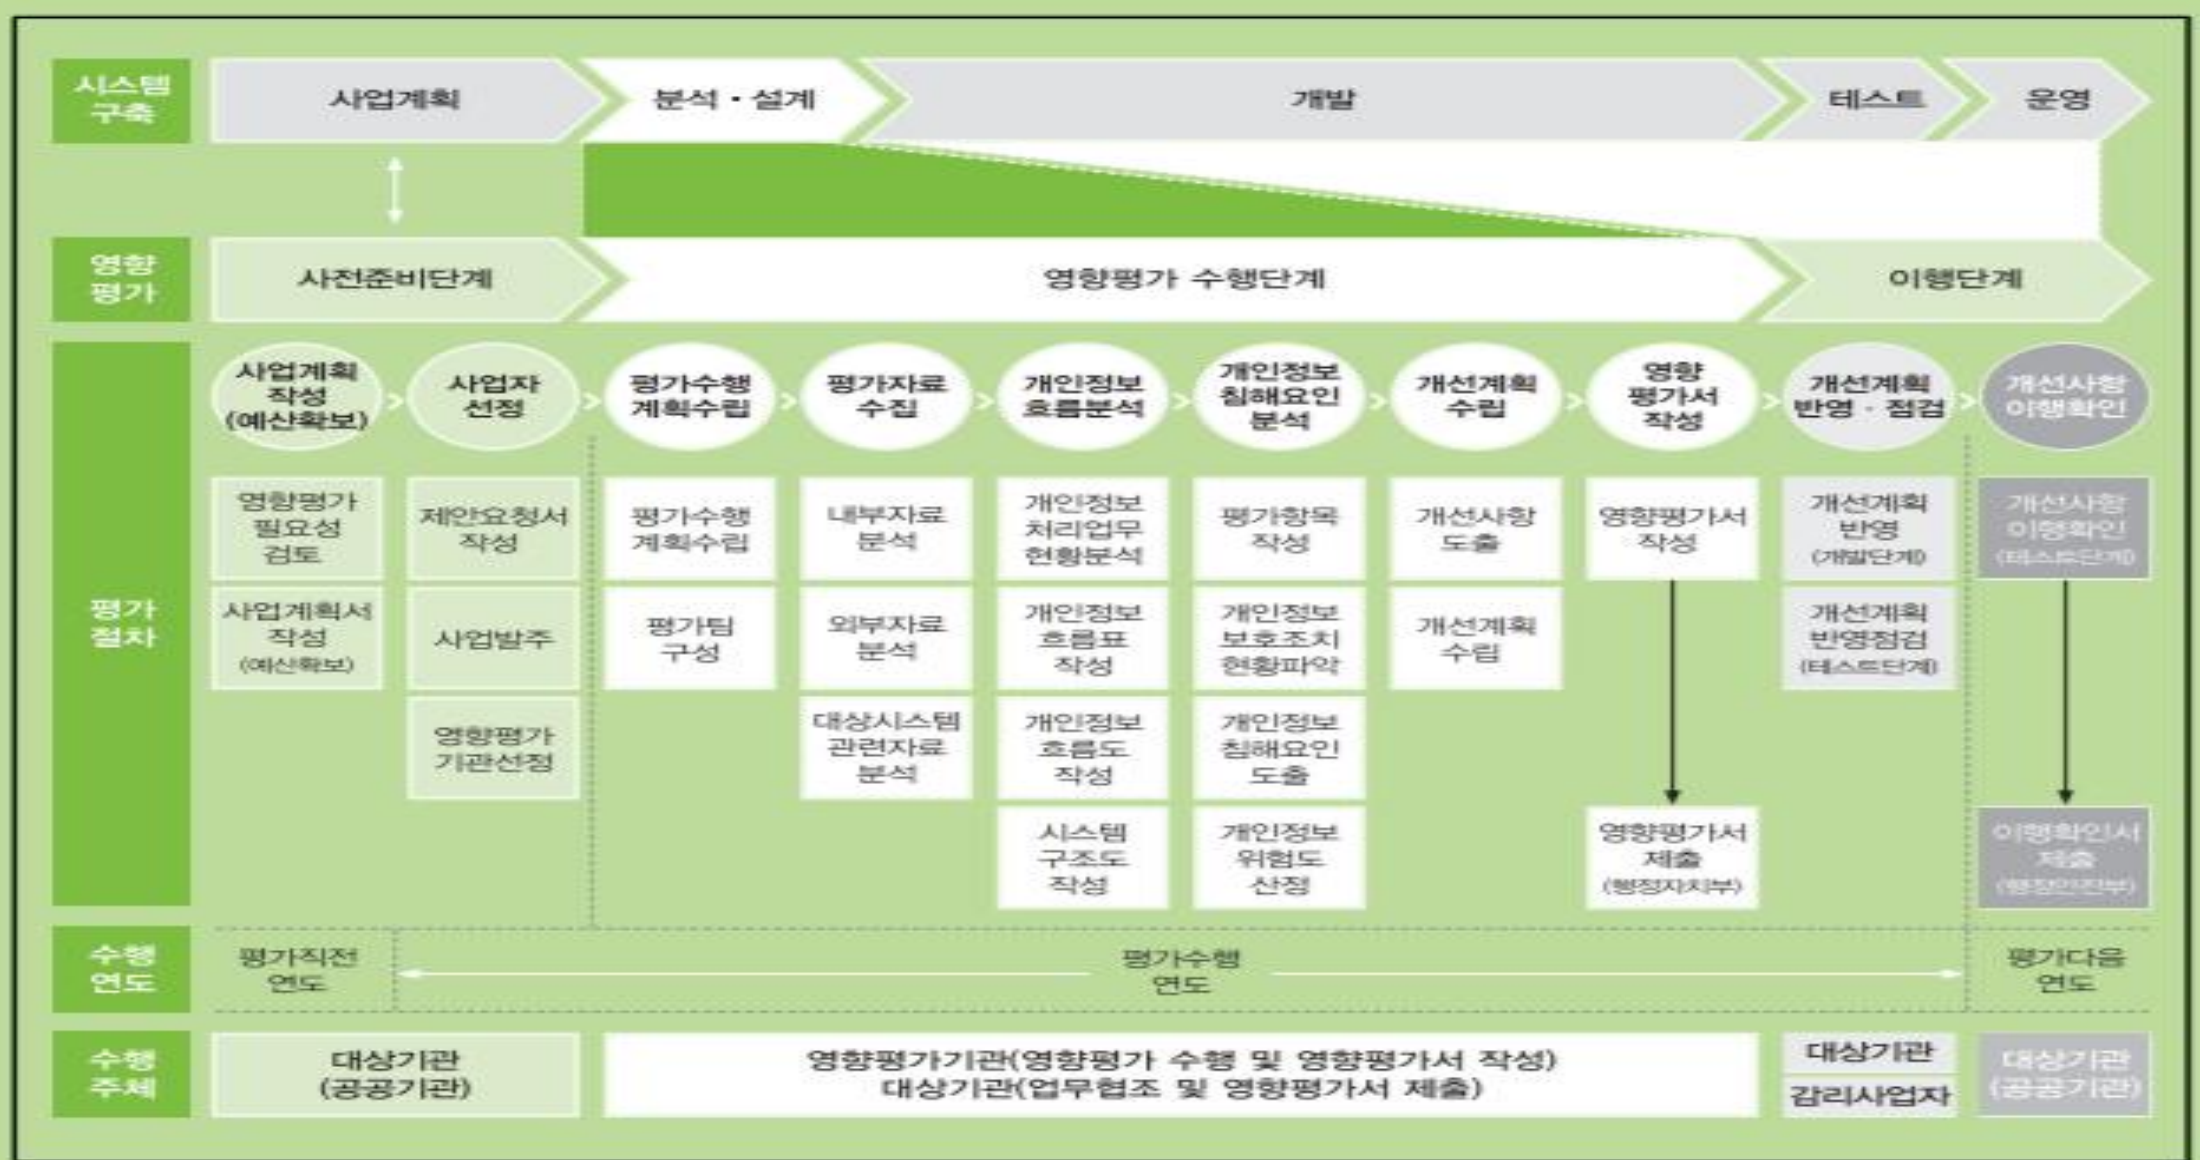 시스템
구축
사업계획
분석·설계
개발
테스트
운영
영향
평가
사전준비단계
영향평가 수행단계
이행단계
평가
절차
사업계획
작성
(예산확보)
사업자
선정
평가수행
계획수립
평가자료
수집
개인정보
흐름분석
개인정보
침해요인
분석
개선계획
수립
영향
평가서
작성
개선계획
반영·점검
개선사항
이행확인
영향평가
필요성
검토
제안요청서
작성
평가수행
계획수립
내부자료
분석
개인정보
처리업무
현황분석
평가항목
작성
개선사항
도출
영향평가서
작성
개선계획
반영
(개발단계)
개선사항
이행확인
(테스트단계)
사업계획서
작성
(예산확보)
사업발주
평가팀
구성
외부자료
분석
개인정보
흐름표
작성
개인정보
보호조치
현황파악
개선계획
수립
개선계획
반영점검
(테스트단계)
영향평가
기관선정
대상시스템
관련자료
분석
개인정보
흐름도
작성
개인정보
침해요인
도출
시스템
구조도
작성
개인정보
위험도
산정
영향평가서
제출
(행정자치부)
이행확인서
제출
(행정안전부)
수행
연도
평가직전
연도
평가수행
연도
평가다음
연도
수행
주체
대상기관
(공공기관)
영향평가기관(영향평가 수행 및 영향평가서 작성)
대상기관(업무협조 및 영향평가서 제출)
대상기관
감리사업자
대상기관
(공공기관)